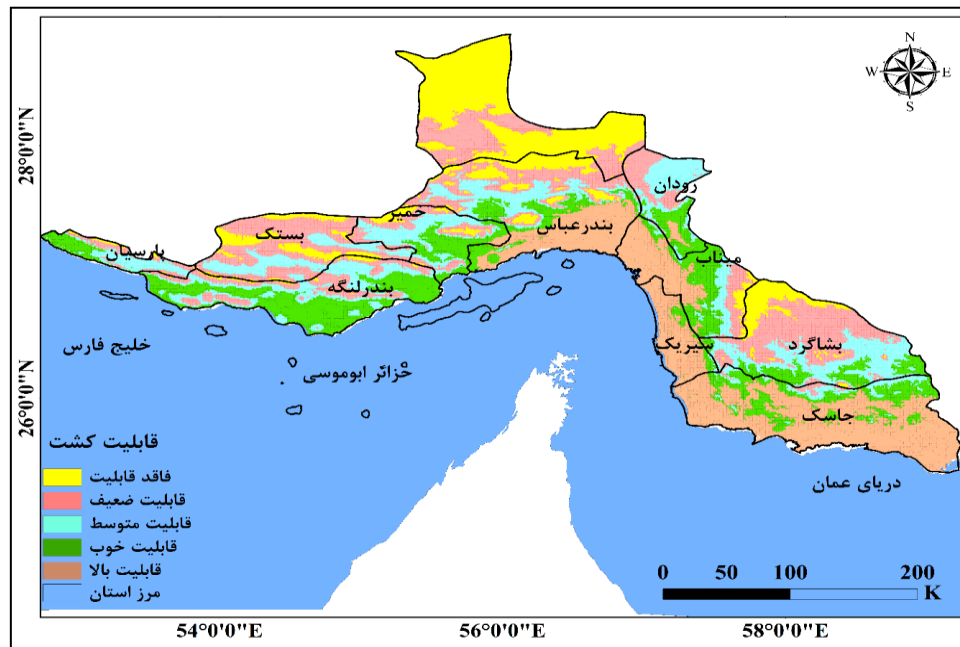 N
W E
S
28°0'0"N
26°0'0"N
رودان
خمیر
بستک
بندرعباس
پارسیان
میناب
بندرلنگه
سیریک
بشاگرد
جاسک
خلیج فارس
جزائر ابوموسی
دریای عمان
قابلیت کشت
فاقد قابلیت
قابلیت ضعیف
قابلیت متوسط
قابلیت خوب
قابلیت بالا
مرز استان
0 50 100 200
K
54°0'0"E 56°0'0"E 58°0'0"E